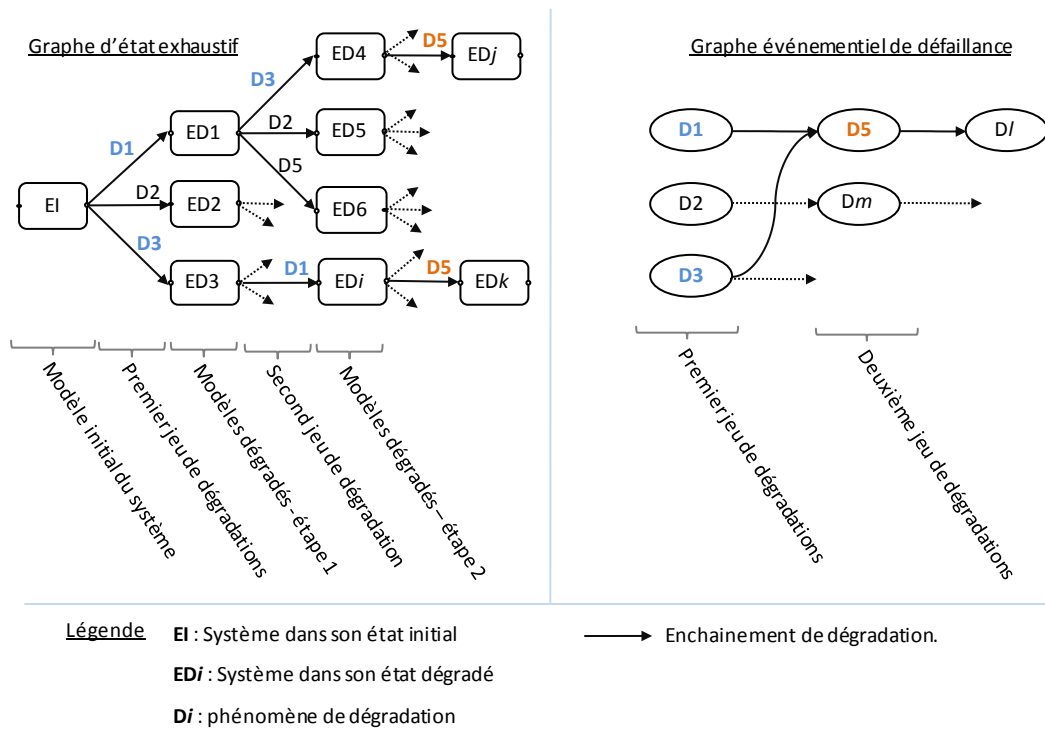 Graphe d'état exhaustif
EI
D1
D2
D3
ED1
ED2
ED3
D3
D2
D5
D1
ED4
ED5
ED6
EDi
D5
D5
EDj
EDk
Modèle initial du système
Premier jeu de dégradations
Modèles dégradés - étape 1
Second jeu de dégradation
Modèles dégradés – étape 2
Graphe événementiel de défaillance
D1
D5
Dl
D2
Dm
D3
Premier jeu de dégradations
Deuxième jeu de dégradations
Légende
EI : Système dans son état initial
Enchainement de dégradation.
EDi : Système dans son état dégradé
Di : phénomène de dégradation